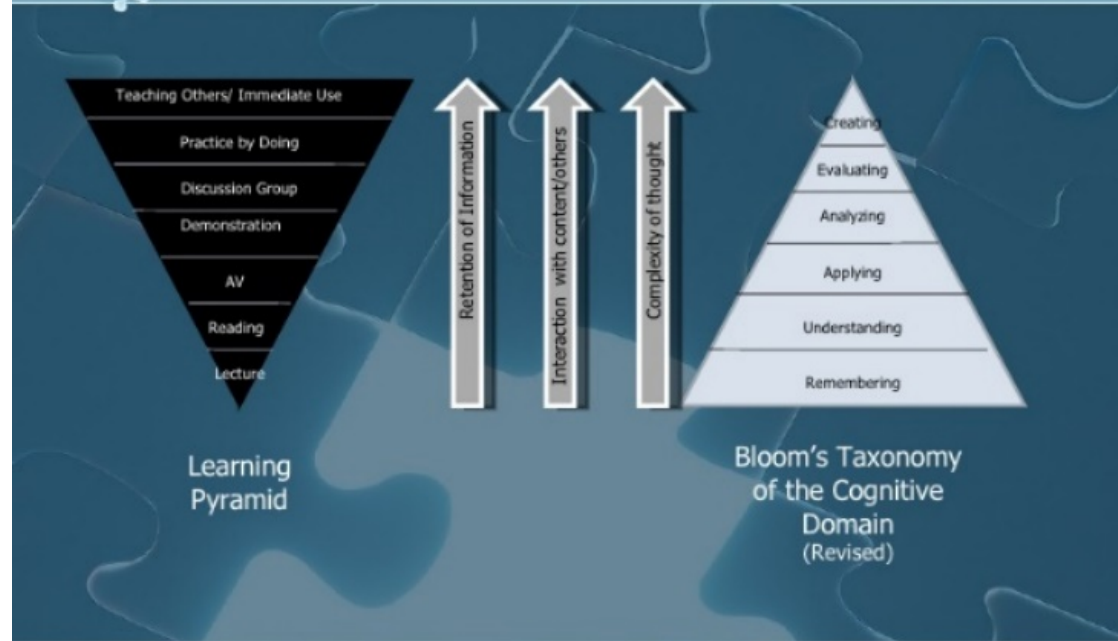 Teaching Others/ Immediate Use
Practice by Doing
Discussion Group
Demonstration
AV
Reading
Lecture
Learning
Pyramid
Retention of Information
Interaction with content/others
Complexity of thought
Creating
Evaluating
Analyzing
Applying
Understanding
Remembering
Bloom's Taxonomy
of the Cognitive
Domain
(Revised)